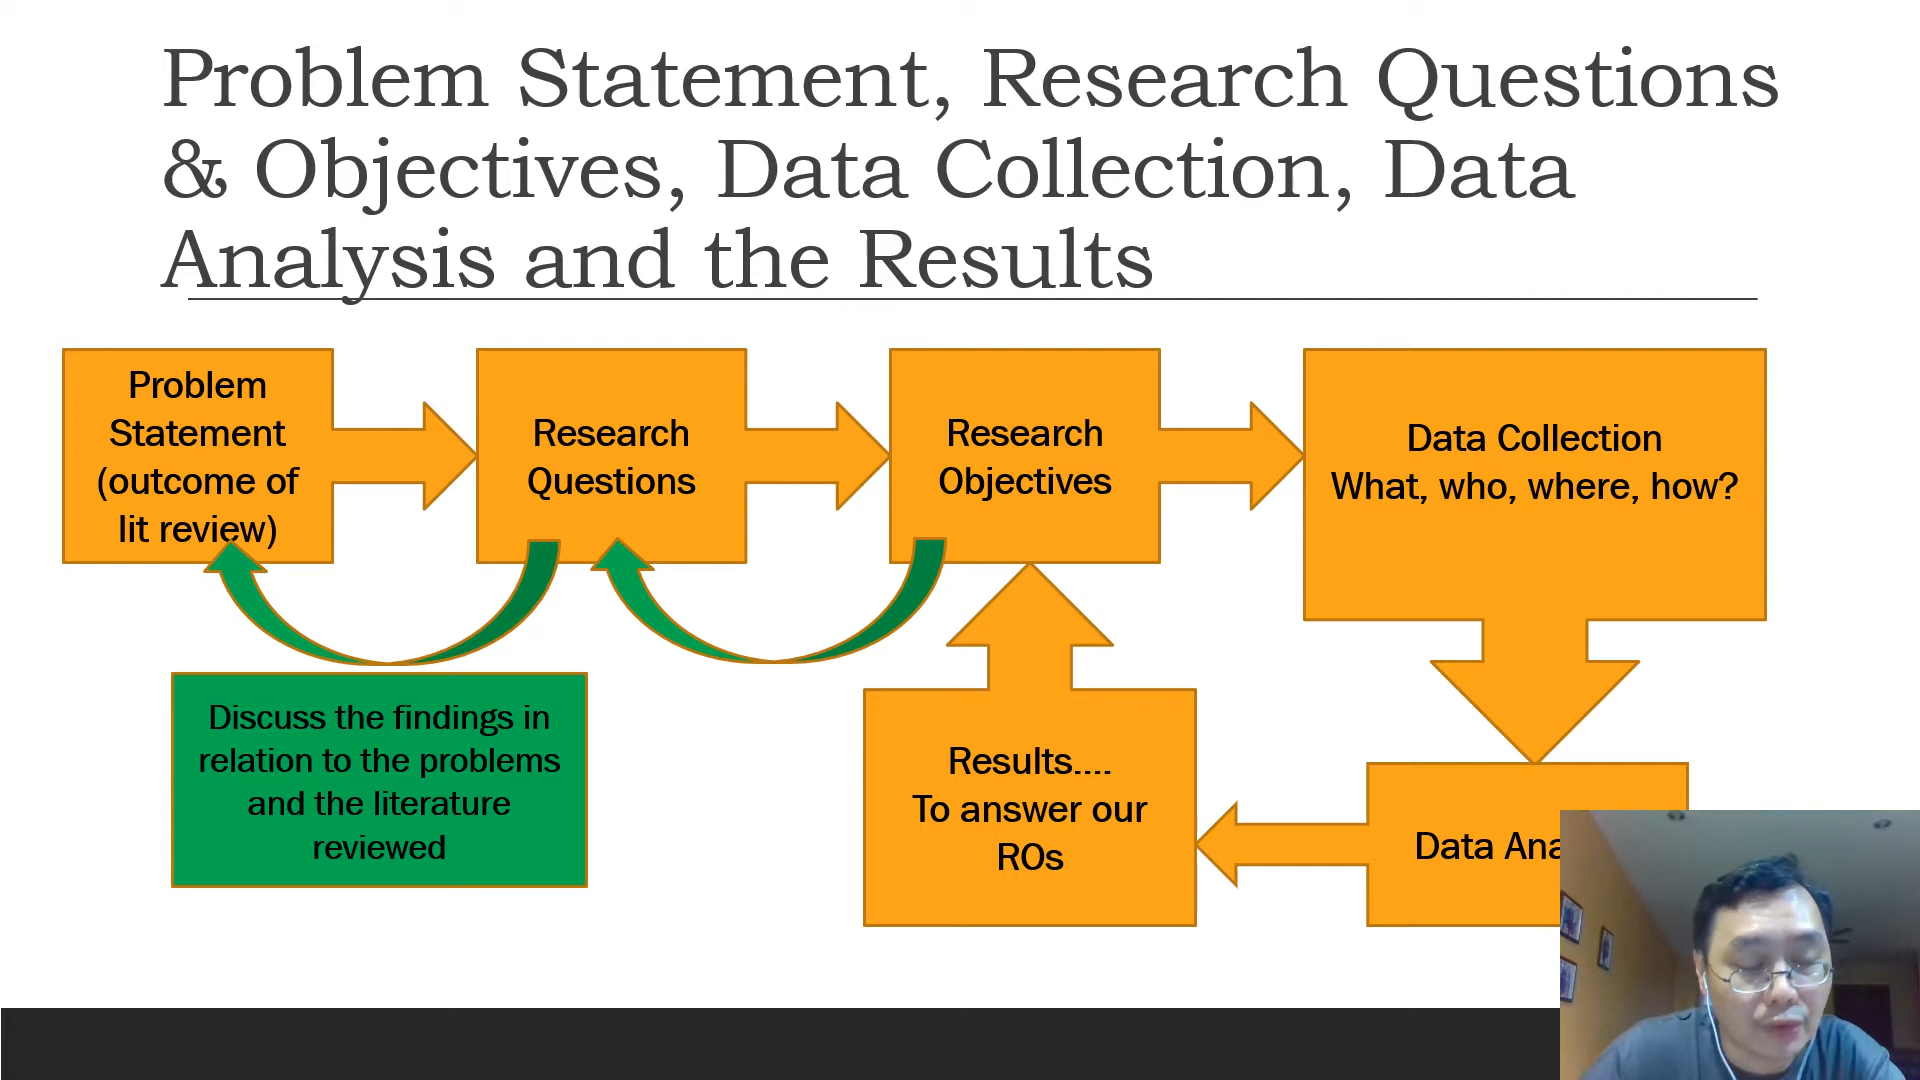 Problem Statement, Research Questions
& Objectives, Data Collection, Data
Analysis and the Results
Problem
Statement
(outcome of
lit review)
Research
Questions
Research
Objectives
Data Collection
What, who, where, how?
Discuss the findings in
relation to the problems
and the literature
reviewed
Results....
To answer our
ROs
Data Ana